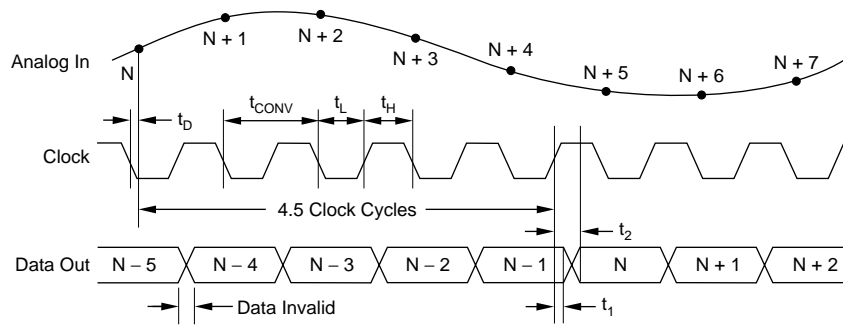 Analog In
N
N + 1
N + 2
N + 3
N + 4
N + 5
N + 6
N + 7
t_D
t_CONV
t_L
t_H
Clock
4.5 Clock Cycles
t_2
Data Out
N – 5
N – 4
N – 3
N – 2
N – 1
N
N + 1
N + 2
Data Invalid
t_1